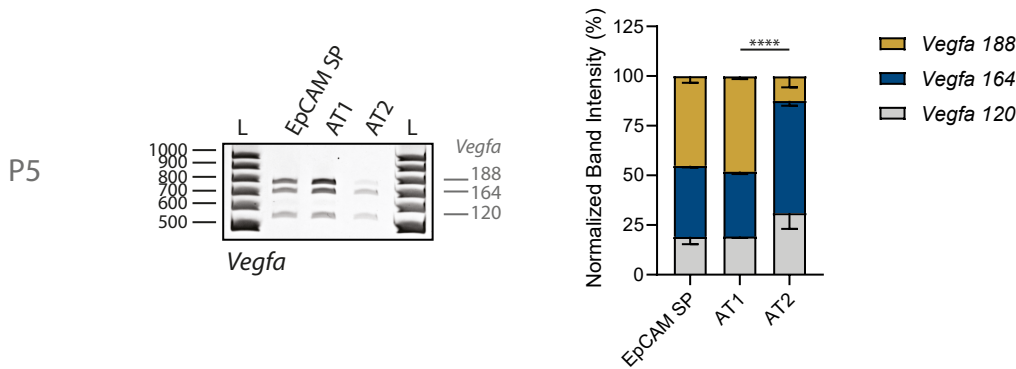 P5
L
EpCAM SP
AT1
AT2
L
1000
900
800
700
600
500
Vegfa
188
164
120
Vegfa
Normalized Band Intensity (%)
125
100
75
50
25
0
****
EpCAM SP
AT1
AT2
Vegfa 188
Vegfa 164
Vegfa 120